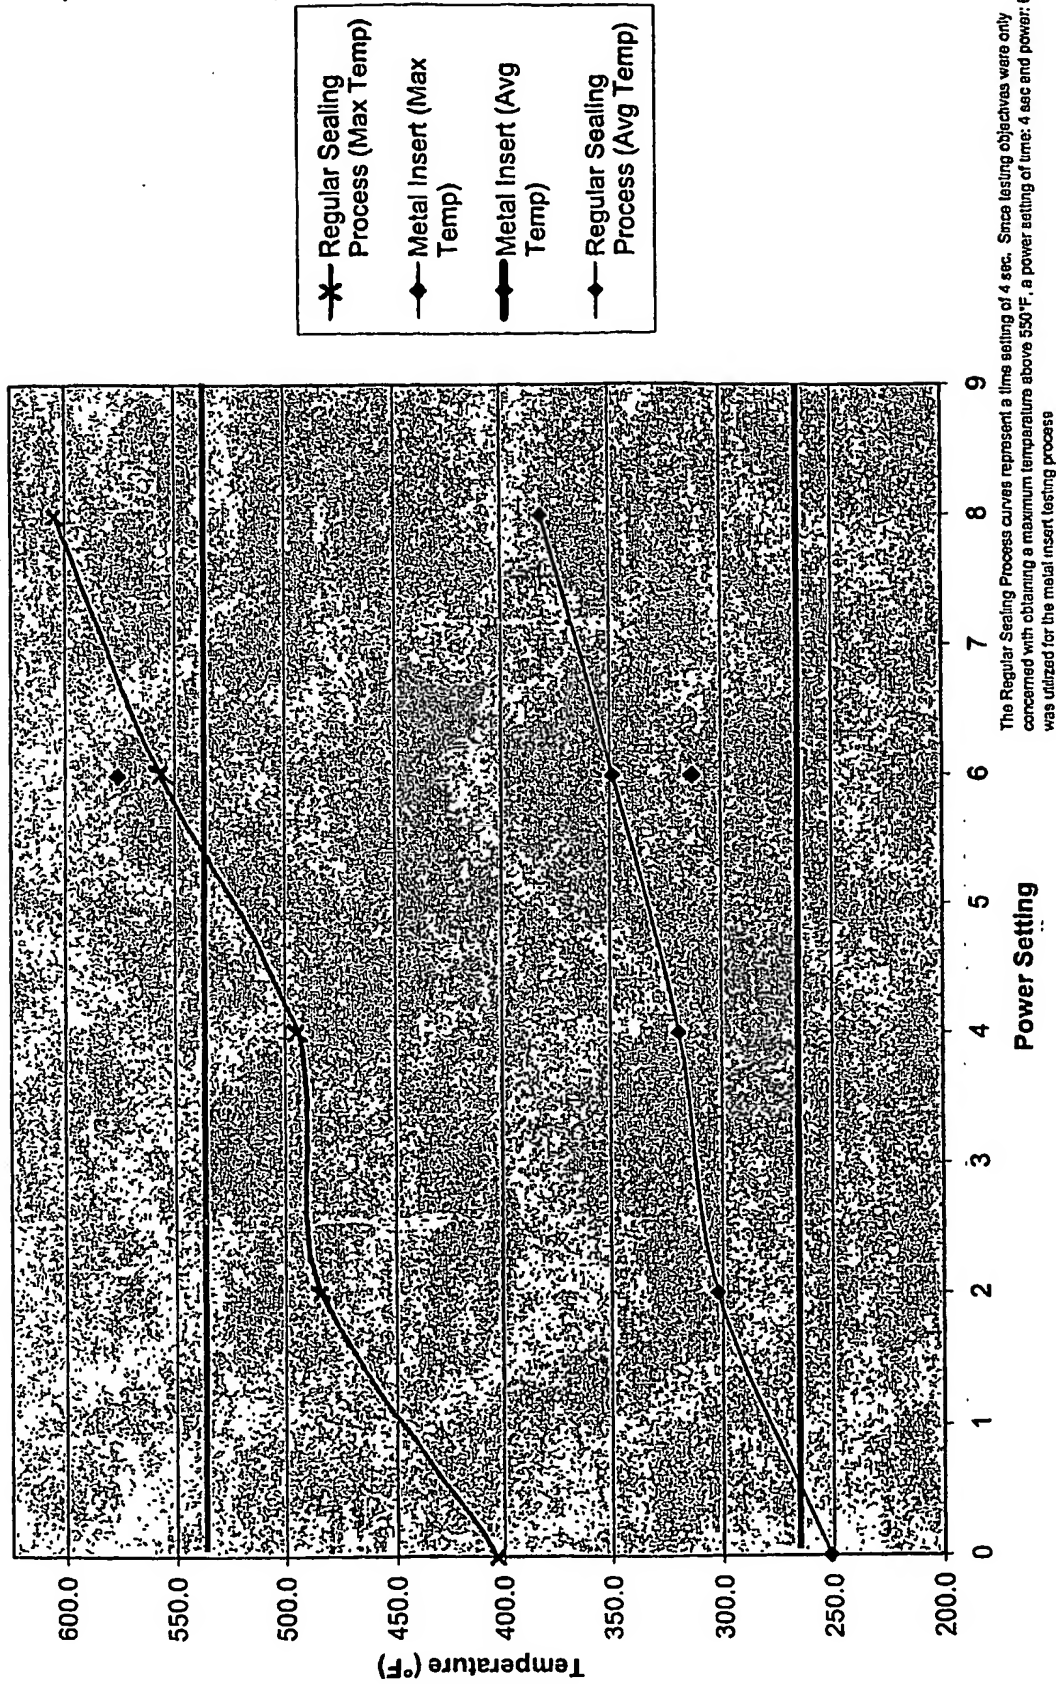 Temperature (°F)
600.0
550.0
500.0
450.0
400.0
350.0
300.0
250.0
200.0
0
1
2
3
4
5
6
7
8
9
Power Setting
Regular Sealing
Process (Max Temp)
Metal Insert (Max
Temp)
Metal Insert (Avg
Temp)
Regular Sealing
Process (Avg Temp)
The Regular Sealing Process curves represent a time setting of 4 sec. Since testing objectives were only
concerned with obtaining a maximum temperature above 550°F, a power setting of time: 4 sec and power:
was utilized for the metal insert testing process